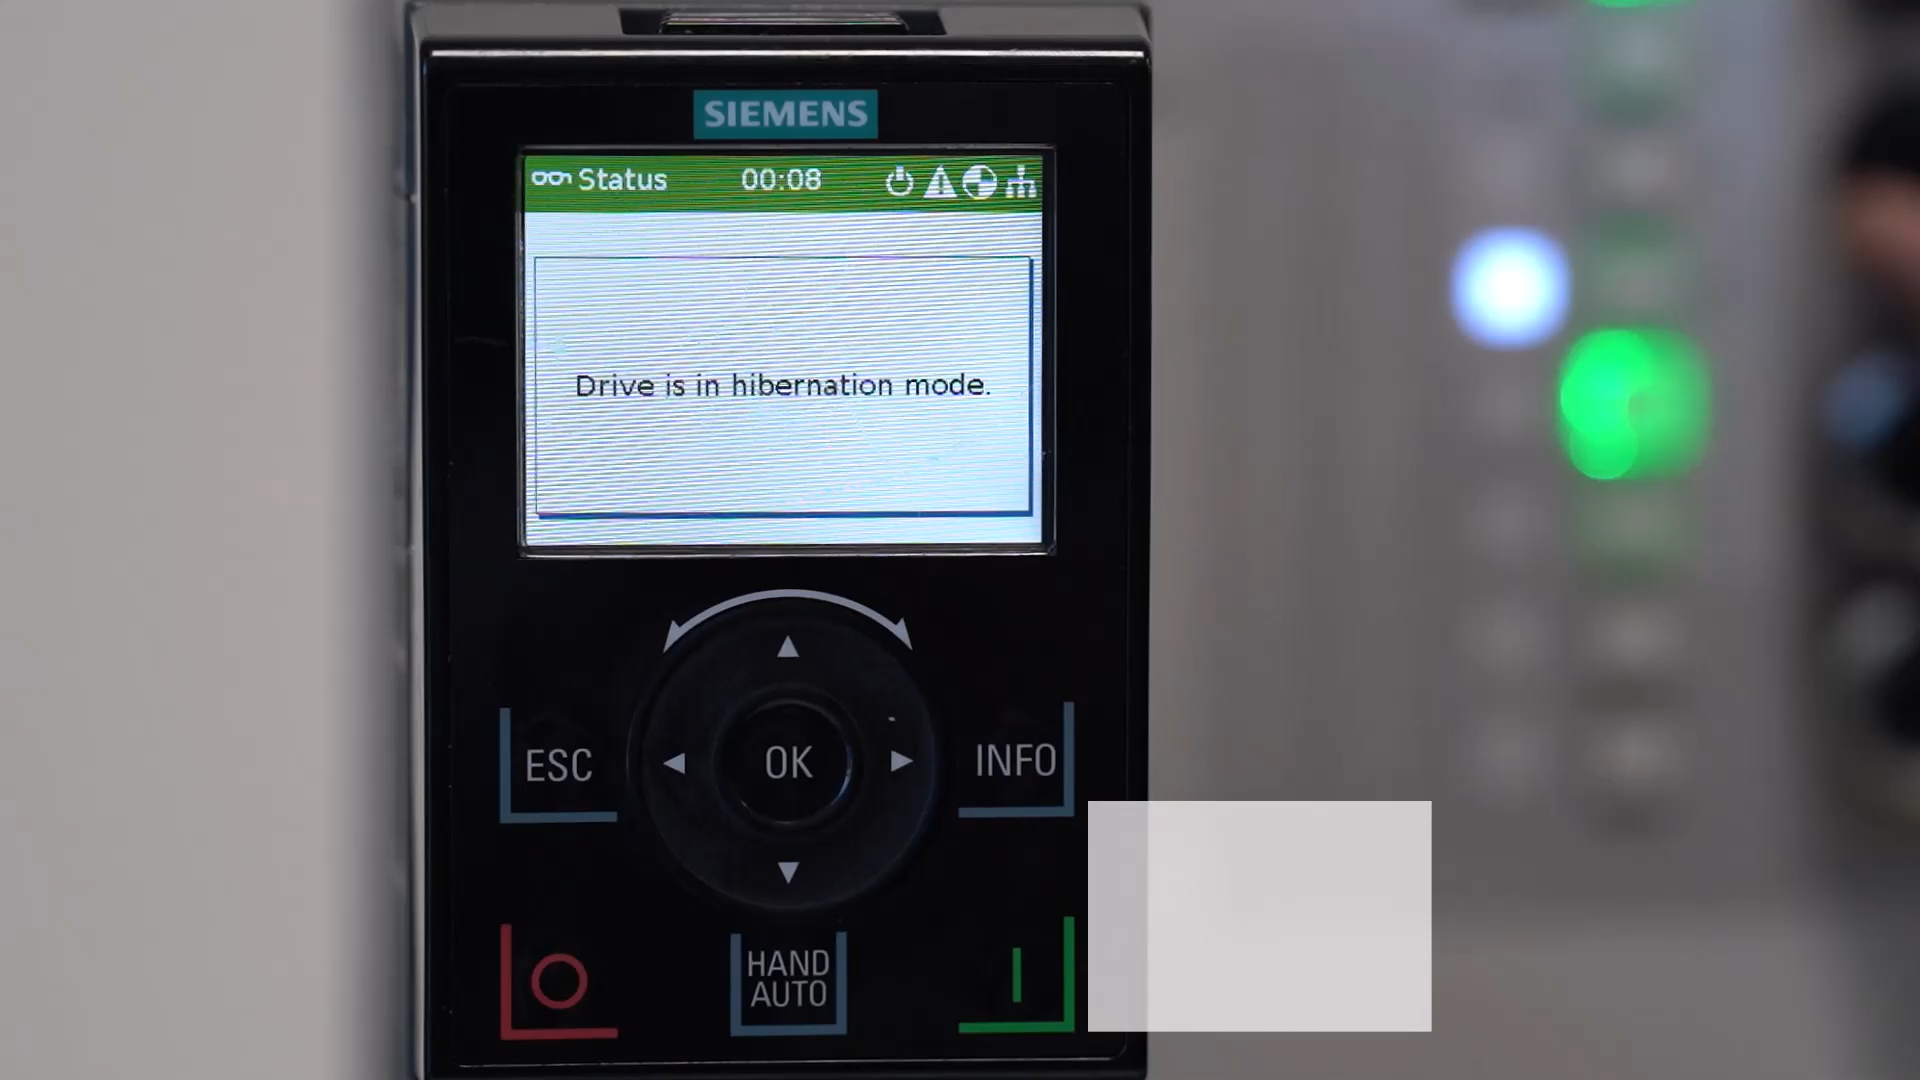 SIEMENS
Status 00:08
Drive is in hibernation mode.
ESC
OK
INFO
HAND
AUTO